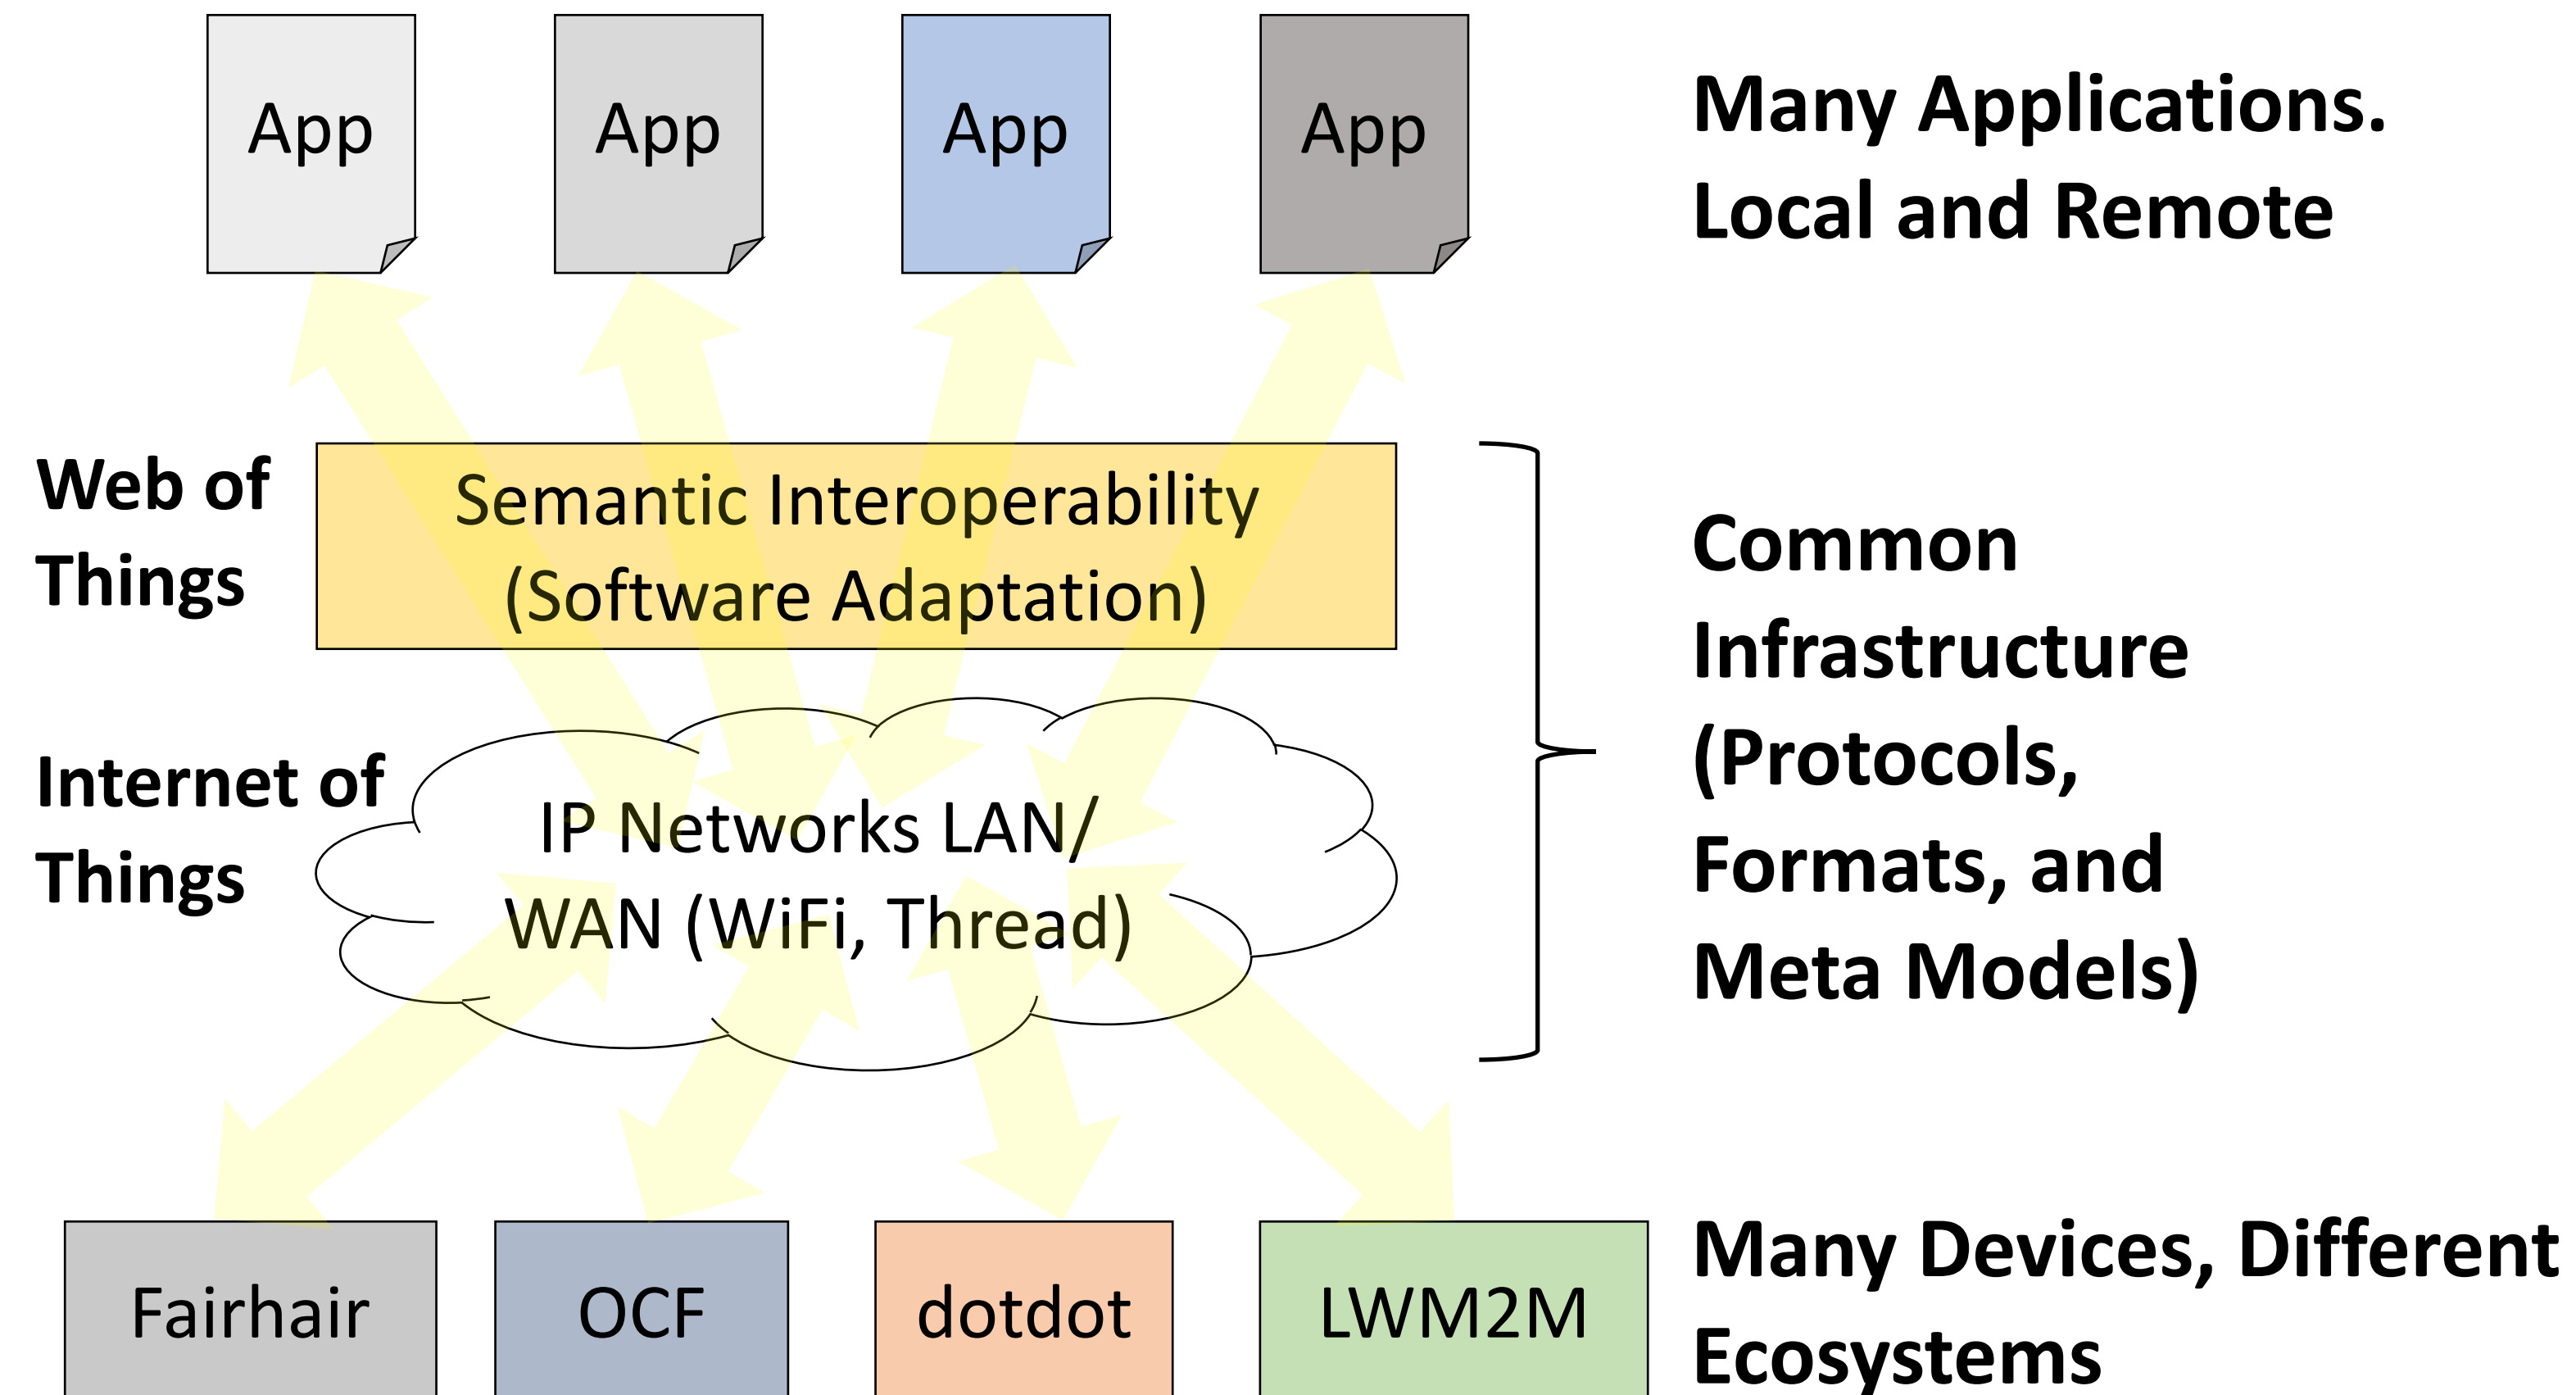 App
App
App
App
Many Applications.
Local and Remote
Web of
Things
Semantic Interoperability
(Software Adaptation)
Internet of
Things
IP Networks LAN/
WAN (WiFi, Thread)
Common
Infrastructure
(Protocols,
Formats, and
Meta Models)
Fairhair
OCF
dotdot
LWM2M
Many Devices, Different
Ecosystems